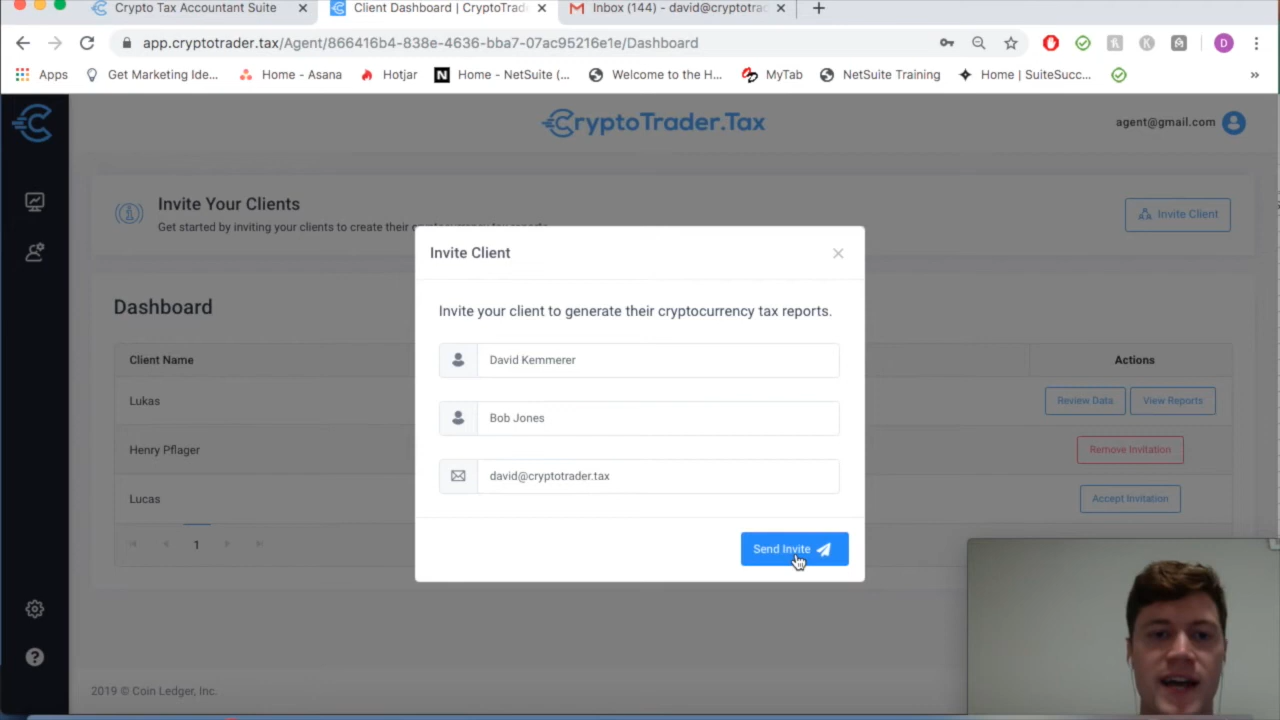 Crypto Tax Accountant Suite
Client Dashboard | CryptoTrad
Inbox (144) - david@cryptotrad
app.cryptotrader.tax/Agent/866416b4-838e-4636-bba7-07ac95216e1e/Dashboard
D
Apps
Get Marketing Ide...
Home - Asana
Hotjar
Home - NetSuite (...
Welcome to the H...
MyTab
NetSuite Training
Home | SuiteSucc...
CryptoTrader.Tax
agent@gmail.com
Invite Your Clients
Get started by inviting your clients to create their cryptocurrency tax reports
Invite Client
Invite Client
Invite your client to generate their cryptocurrency tax reports.
David Kemmerer
Bob Jones
david@cryptotrader.tax
Send Invite
Dashboard
Client Name
Actions
Lukas
Review Data
View Reports
Henry Pflager
Remove Invitation
Lucas
Accept Invitation
1
2019 © Coin Ledger, Inc.